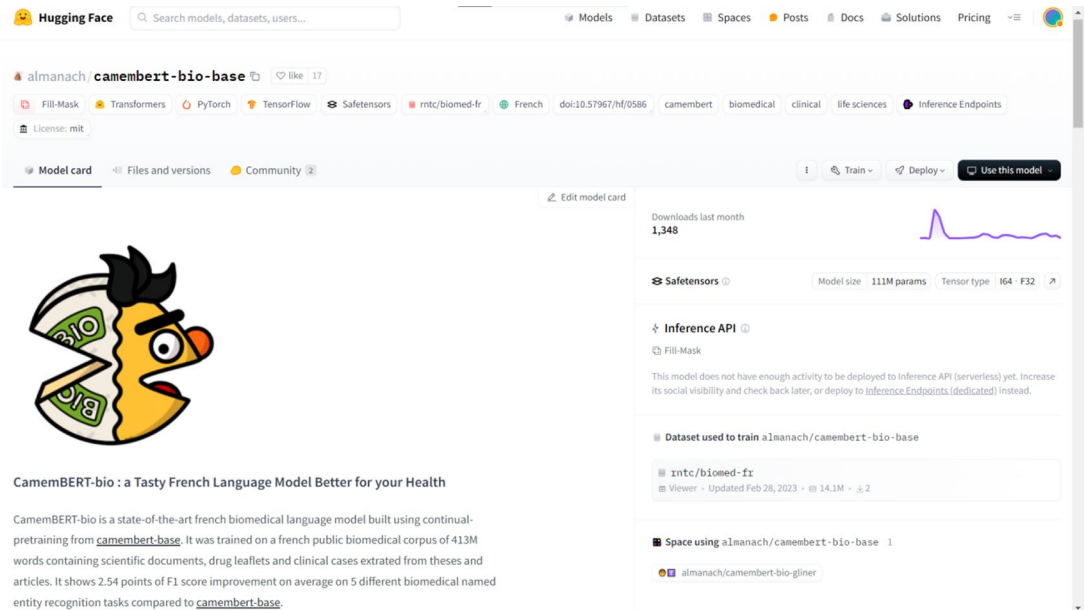 Hugging Face
Search models, datasets, users...
Models
Datasets
Spaces
Posts
Docs
Solutions
Pricing
almanach/camembert-bio-base
like 17
Fill-Mask
Transformers
PyTorch
TensorFlow
Safetensors
rntc/biomed-fr
French
doi:10.57967/hf/0586
camembert
biomedical
clinical
life sciences
Inference Endpoints
License: mit
Model card
Files and versions
Community 2
Train
Deploy
Use this model
Edit model card
BIO
BIO
CamemBERT-bio : a Tasty French Language Model Better for your Health
CamemBERT-bio is a state-of-the-art french biomedical language model built using continual-
pretraining from camembert-base. It was trained on a french public biomedical corpus of 413M
words containing scientific documents, drug leaflets and clinical cases extrated from theses and
articles. It shows 2.54 points of F1 score improvement on average on 5 different biomedical named
entity recognition tasks compared to camembert-base.
Downloads last month
1,348
Safetensors
Model size 111M params
Tensor type I64 · F32
Inference API
Fill-Mask
This model does not have enough activity to be deployed to Inference API (serverless) yet. Increase
its social visibility and check back later, or deploy to Inference Endpoints (dedicated) instead.
Dataset used to train almanach/camembert-bio-base
rntc/biomed-fr
Viewer • Updated Feb 28, 2023 • 14.1M • 2
Space using almanach/camembert-bio-base 1
almanach/camembert-bio-gliner